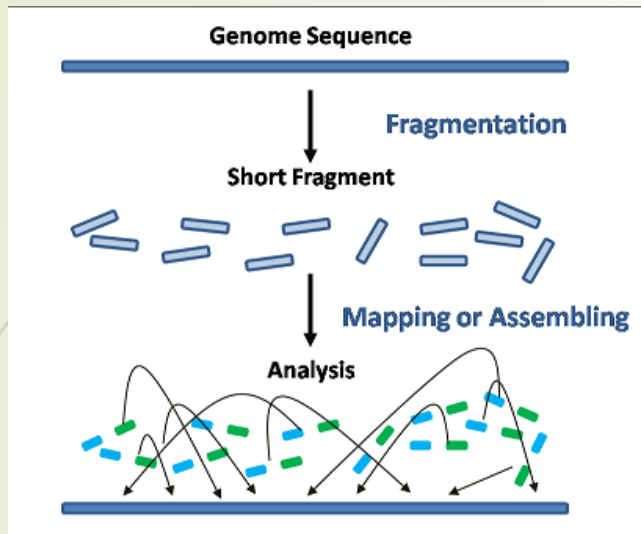 Genome Sequence
Fragmentation
Short Fragment
Mapping or Assembling
Analysis